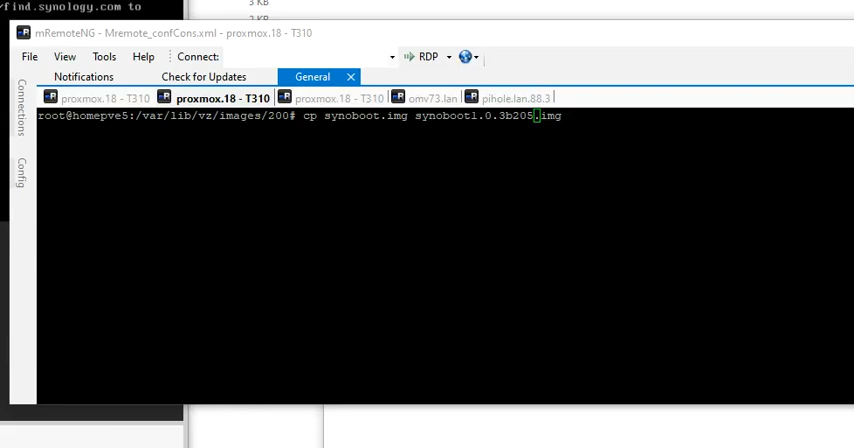 /find.synology.com to
3 KB
2 KB
mRemoteNG - Mremote_confCons.xml - proxmox.18 - T310
File View Tools Help Connect: RDP
Notifications Check for Updates General
proxmox.18 - T310 proxmox.18 - T310 proxmox.18 - T310 omv73.lan pihole.lan.88.3
Connections
Config
root@homepve5:/var/lib/vz/images/200# cp synoboot.img synoboot1.0.3b205.img